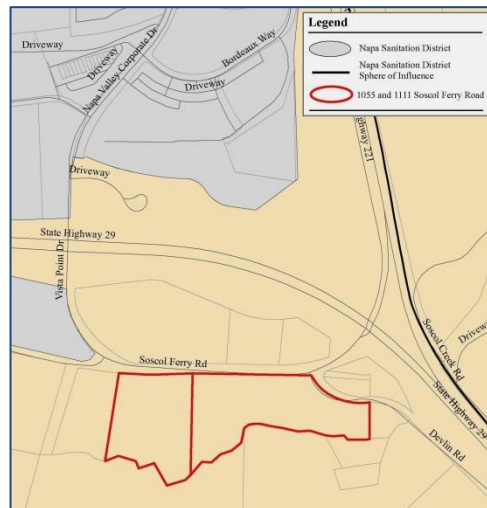 Legend
Napa Sanitation District
Napa Sanitation District
Sphere of Influence
1055 and 1111 Soscol Ferry Road
Driveway
Driveway
Napa Valley Corporate Dr
Bordeaux Way
Driveway
Driveway
State Highway 29
Vista Point Dr
Soscol Ferry Rd
ghway 221
Soscol Creek Rd
Drivewa
State Highway 29
Devlin Rd